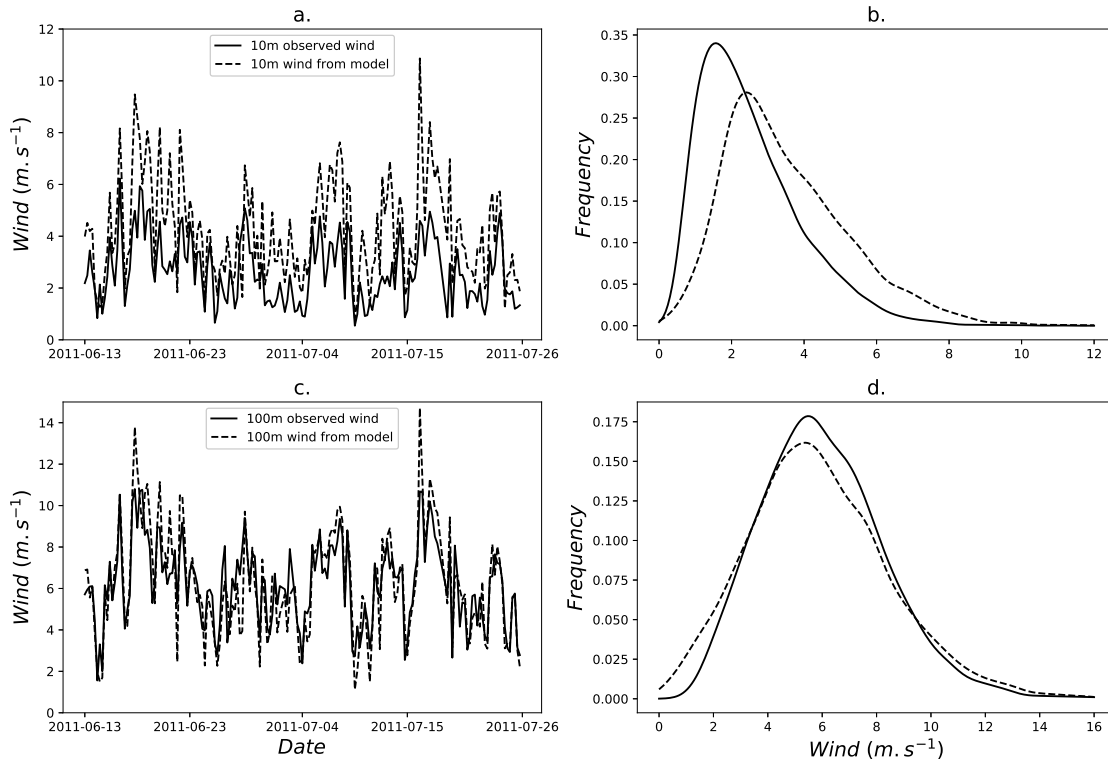 a.
12
10
8
6
4
2
0
Wind (m.s⁻¹)
10m observed wind
10m wind from model
2011-06-13 2011-06-23 2011-07-04 2011-07-15 2011-07-26
b.
0.35
0.30
0.25
0.20
0.15
0.10
0.05
0.00
Frequency
0 2 4 6 8 10 12
c.
14
12
10
8
6
4
2
0
Wind (m.s⁻¹)
100m observed wind
100m wind from model
2011-06-13 2011-06-23 2011-07-04 2011-07-15 2011-07-26
Date
d.
0.175
0.150
0.125
0.100
0.075
0.050
0.025
0.000
Frequency
0 2 4 6 8 10 12 14 16
Wind (m.s⁻¹)